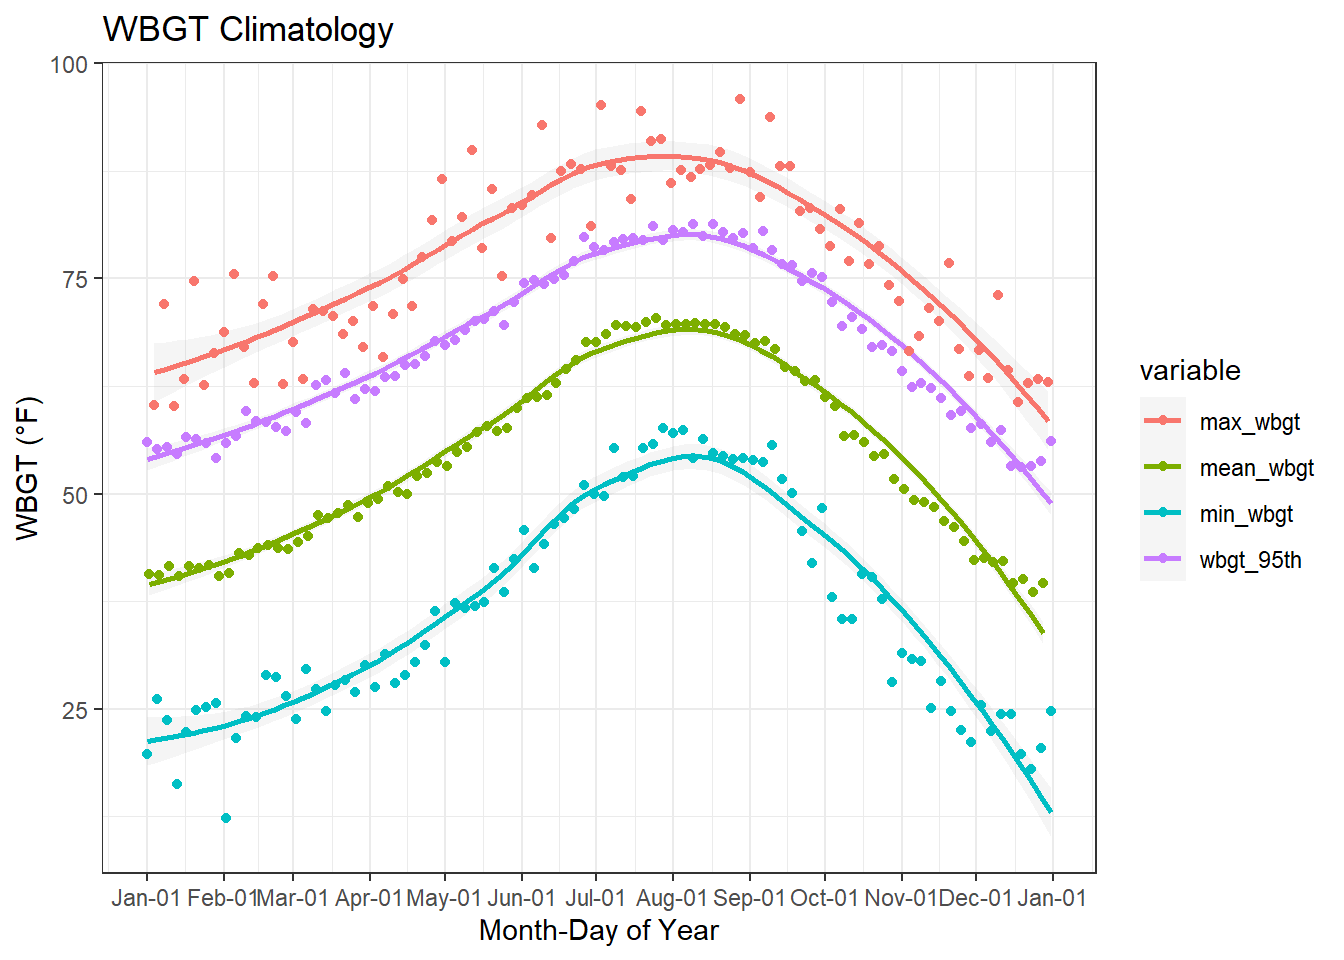 WBGT Climatology
100
75
50
25
WBGT (°F)
Jan-01 Feb-01 Mar-01 Apr-01 May-01 Jun-01 Jul-01 Aug-01 Sep-01 Oct-01 Nov-01 Dec-01 Jan-01
Month-Day of Year
variable
max_wbgt
mean_wbgt
min_wbgt
wbgt_95th